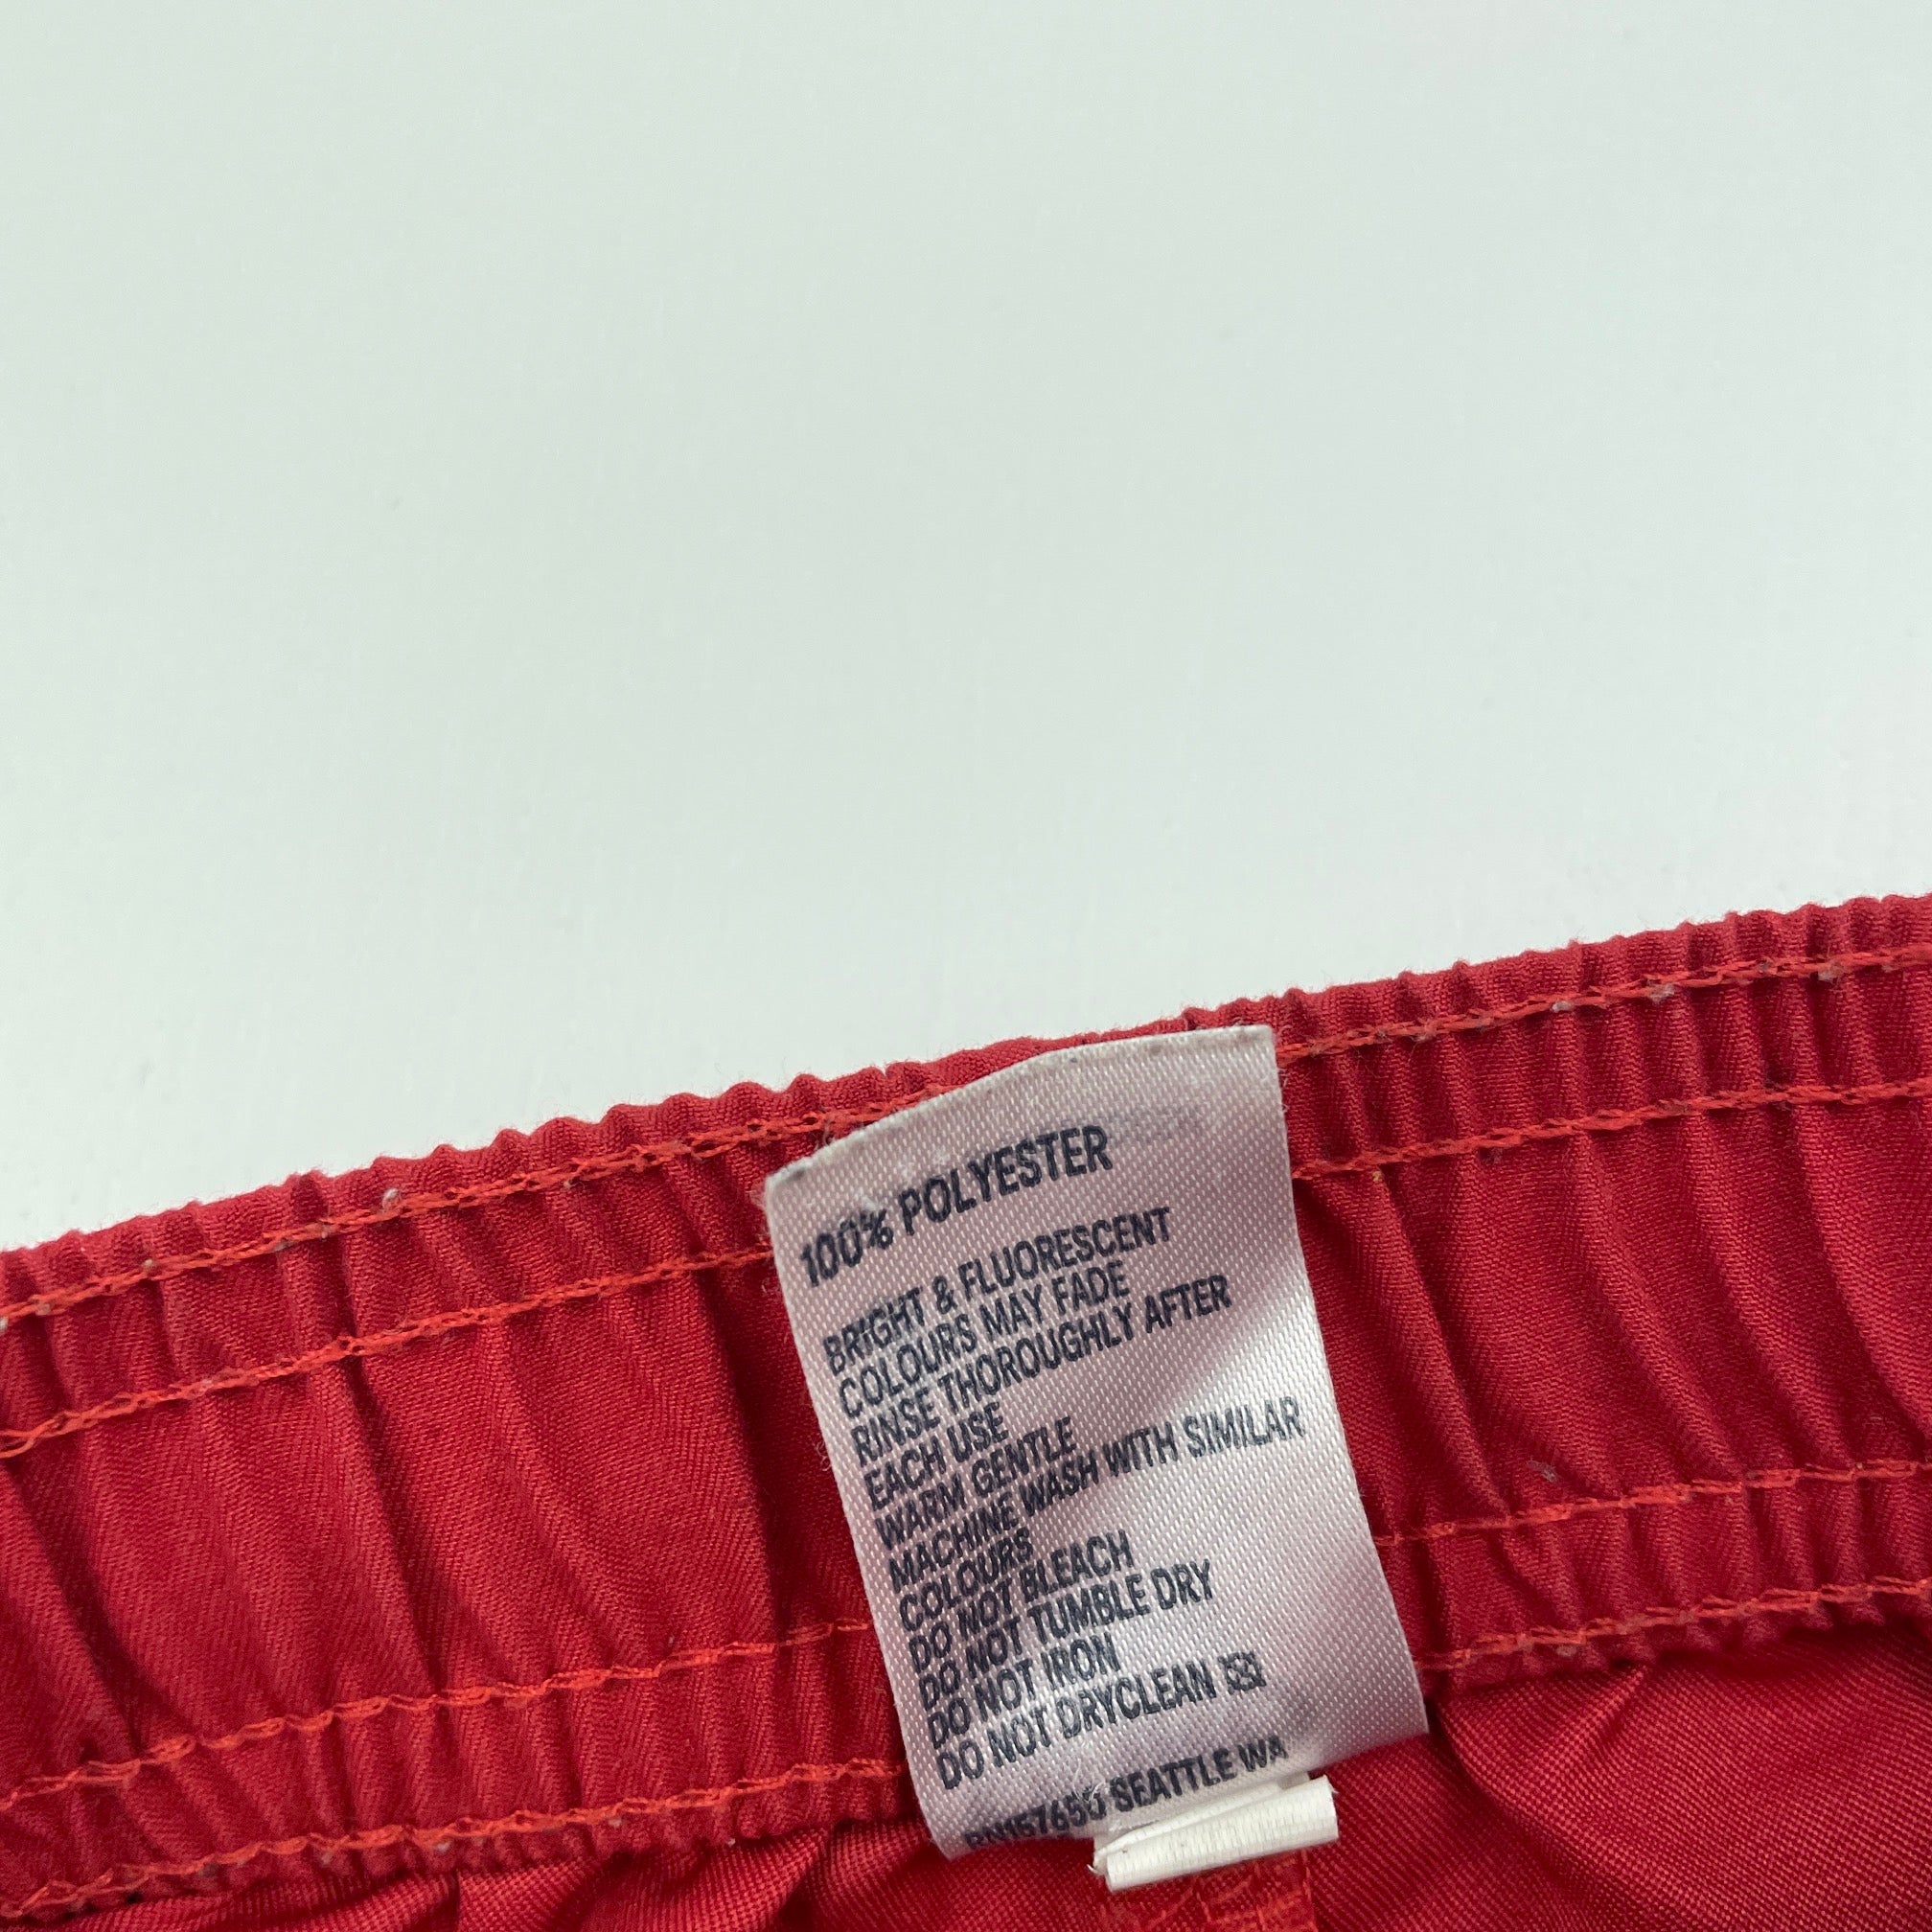 100% POLYESTER
BRIGHT & FLUORESCENT
COLOURS MAY FADE
RINSE THOROUGHLY AFTER
EACH USE
WARM GENTLE
MACHINE WASH WITH SIMILAR
COLOURS
DO NOT BLEACH
DO NOT TUMBLE DRY
DO NOT IRON
DO NOT DRYCLEAN
SEATTLE WA